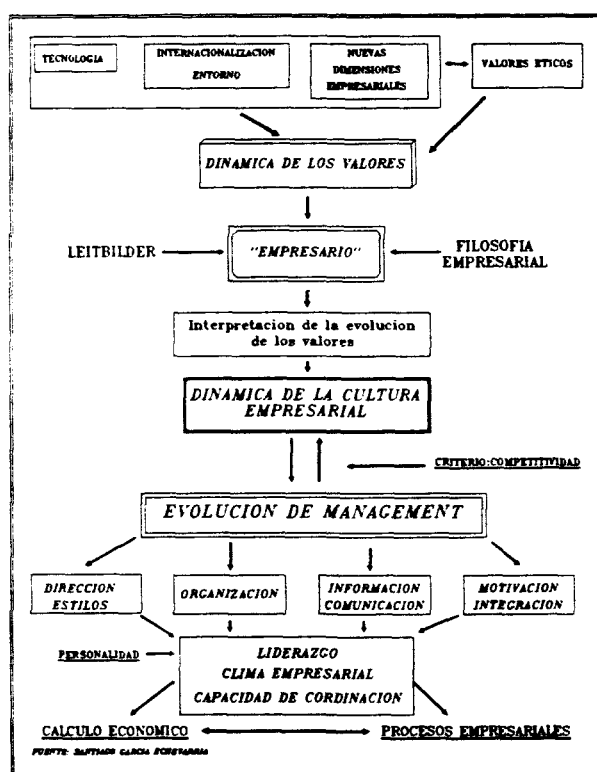 TECNOLOGIA
INTERNACIONALIZACION
ENTORNO
NUEVAS
DIMENSIONES
EMPRESARIALES
VALORES ETICOS
DINAMICA DE LOS VALORES
LEITBILDER
"EMPRESARIO"
FILOSOFIA
EMPRESARIAL
Interpretacion de la evolucion
de los valores
DINAMICA DE LA CULTURA
EMPRESARIAL
CRITERIO:COMPETITIVIDAD
EVOLUCION DE MANAGEMENT
DIRECCION
ESTILOS
ORGANIZACION
INFORMACION
COMUNICACION
MOTIVACION
INTEGRACION
PERSONALIDAD
LIDERAZGO
CLIMA EMPRESARIAL
CAPACIDAD DE CORDINACION
CALCULO ECONOMICO
PROCESOS EMPRESARIALES
FUENTE: SANTIAGO GARCIA ECHEVARRIA